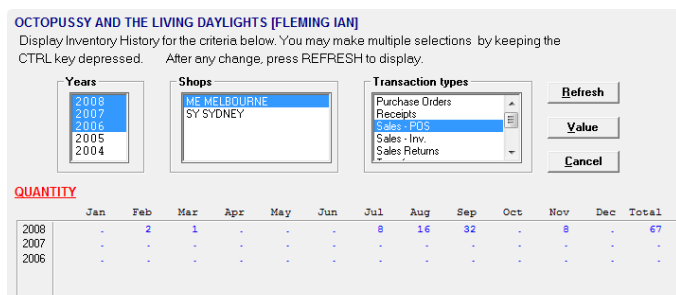 OCTOPUSSY AND THE LIVING DAYLIGHTS [FLEMING IAN]
Display Inventory History for the criteria below. You may make multiple selections by keeping the
CTRL key depressed. After any change, press REFRESH to display.
Years
2008
2007
2006
2005
2004
Shops
ME MELBOURNE
SY SYDNEY
Transaction types
Purchase Orders
Receipts
Sales - POS
Sales - Inv.
Sales Returns
Refresh
Value
Cancel
QUANTITY
Jan Feb Mar Apr May Jun Jul Aug Sep Oct Nov Dec Total
2008 . 2 1 . . . 8 16 32 . 8 . 67
2007 . . . . . . . . . . . . .
2006 . . . . . . . . . . . . .